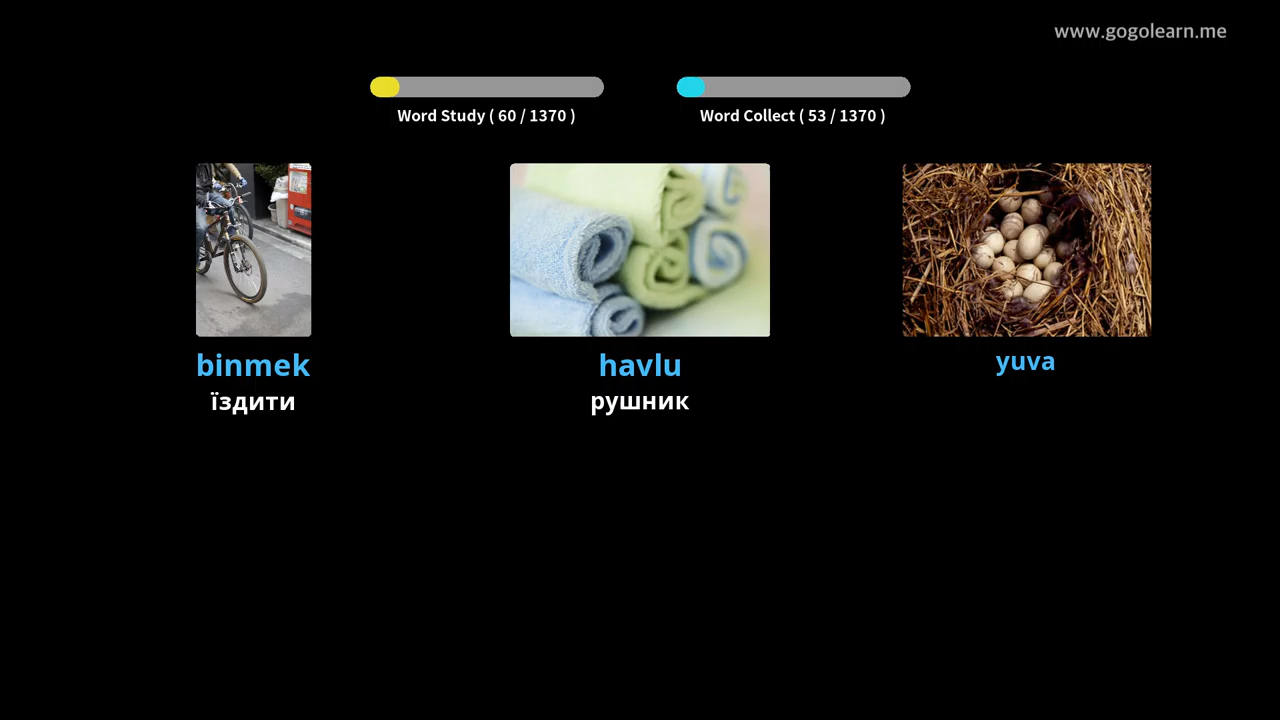 www.gogolearn.me
Word Study ( 60 / 1370 )
Word Collect ( 53 / 1370 )
binmek
їздити
havlu
рушник
yuva